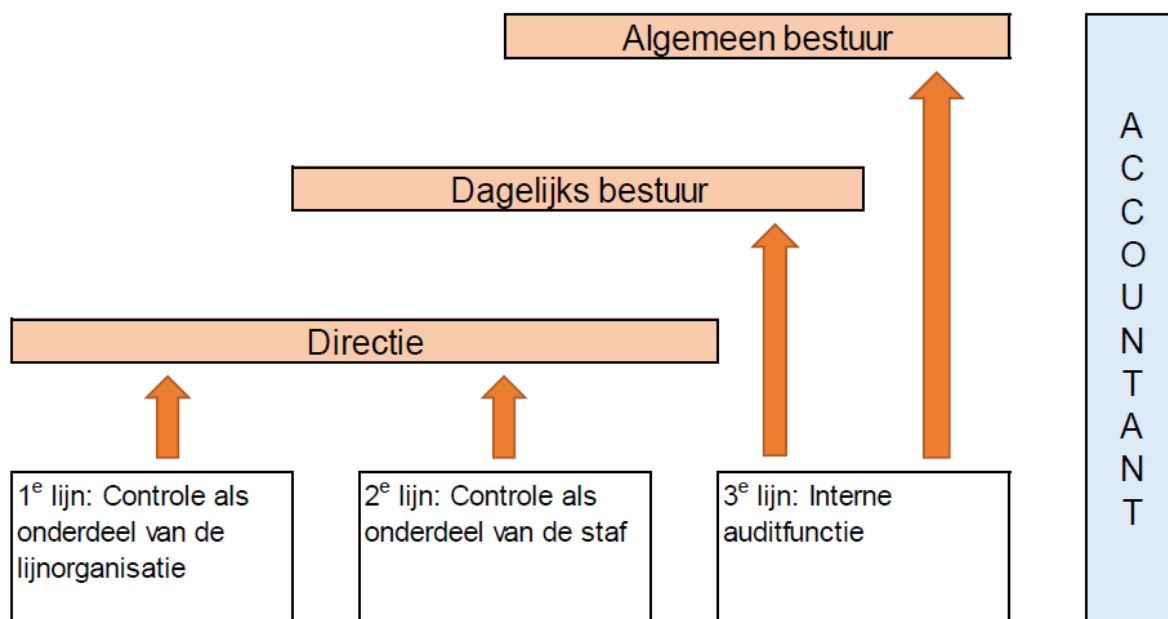 Algemeen bestuur
Dagelijks bestuur
Directie
1e lijn: Controle als
onderdeel van de
lijnorganisatie
2e lijn: Controle als
onderdeel van de staf
3e lijn: Interne
auditfunctie
A
C
C
O
U
N
T
A
N
T